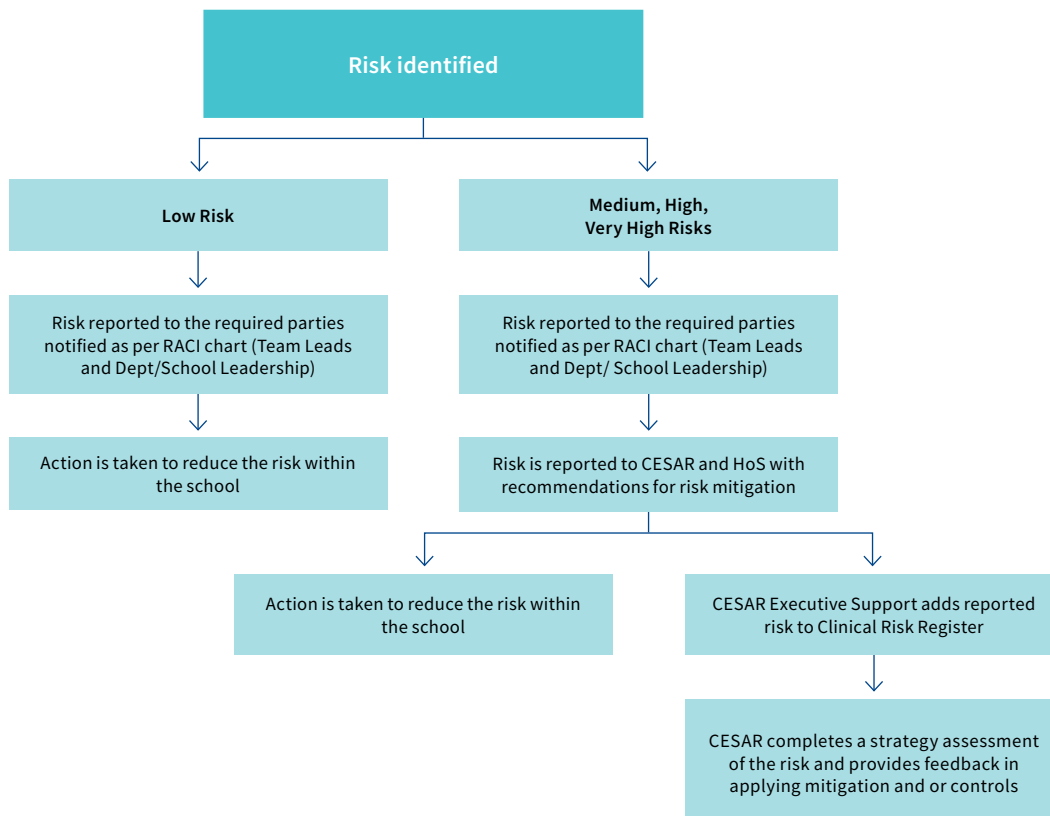 Risk identified
Low Risk
Medium, High,
Very High Risks
Risk reported to the required parties
notified as per RACI chart (Team Leads
and Dept/School Leadership)
Risk reported to the required parties
notified as per RACI chart (Team Leads
and Dept/ School Leadership)
Action is taken to reduce the risk within
the school
Risk is reported to CESAR and HoS with
recommendations for risk mitigation
Action is taken to reduce the risk within
the school
CESAR Executive Support adds reported
risk to Clinical Risk Register
CESAR completes a strategy assessment
of the risk and provides feedback in
applying mitigation and or controls